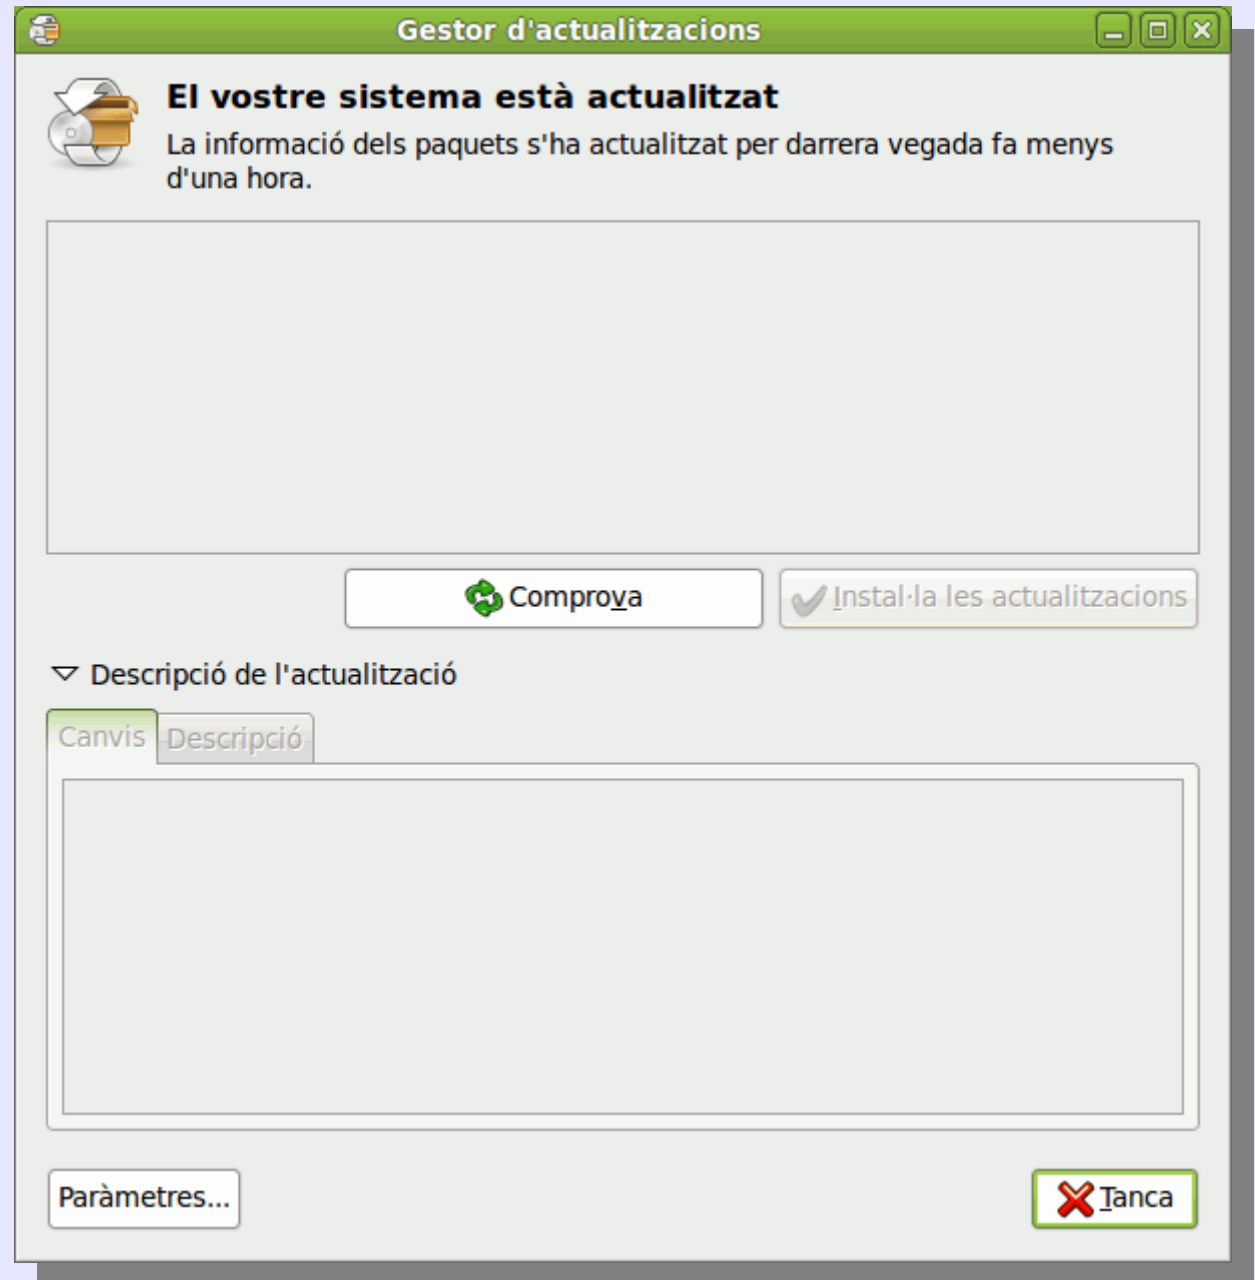 Gestor d'actualitzacions
El vostre sistema està actualitzat
La informació dels paquets s'ha actualitzat per darrera vegada fa menys
d'una hora.
Comprova
Instal·la les actualitzacions
Descripció de l'actualització
Canvis
Descripció
Paràmetres...
Tanca